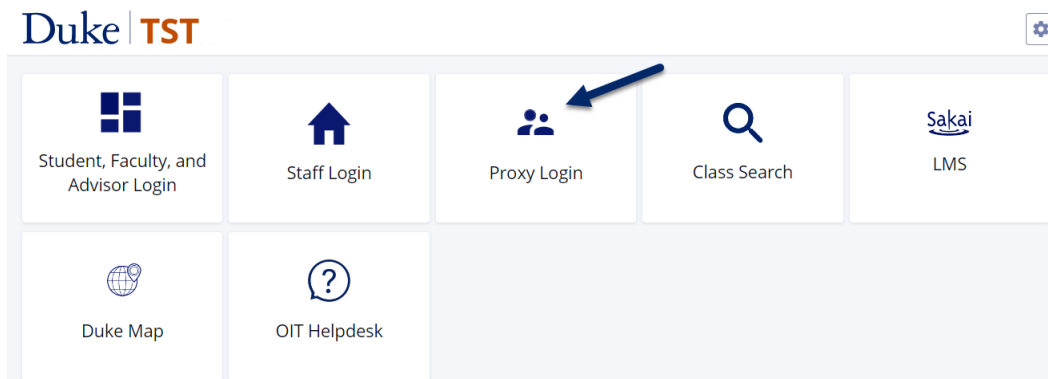 Duke TST
Student, Faculty, and
Advisor Login
Staff Login
Proxy Login
Class Search
Sakai
LMS
Duke Map
?
OIT Helpdesk